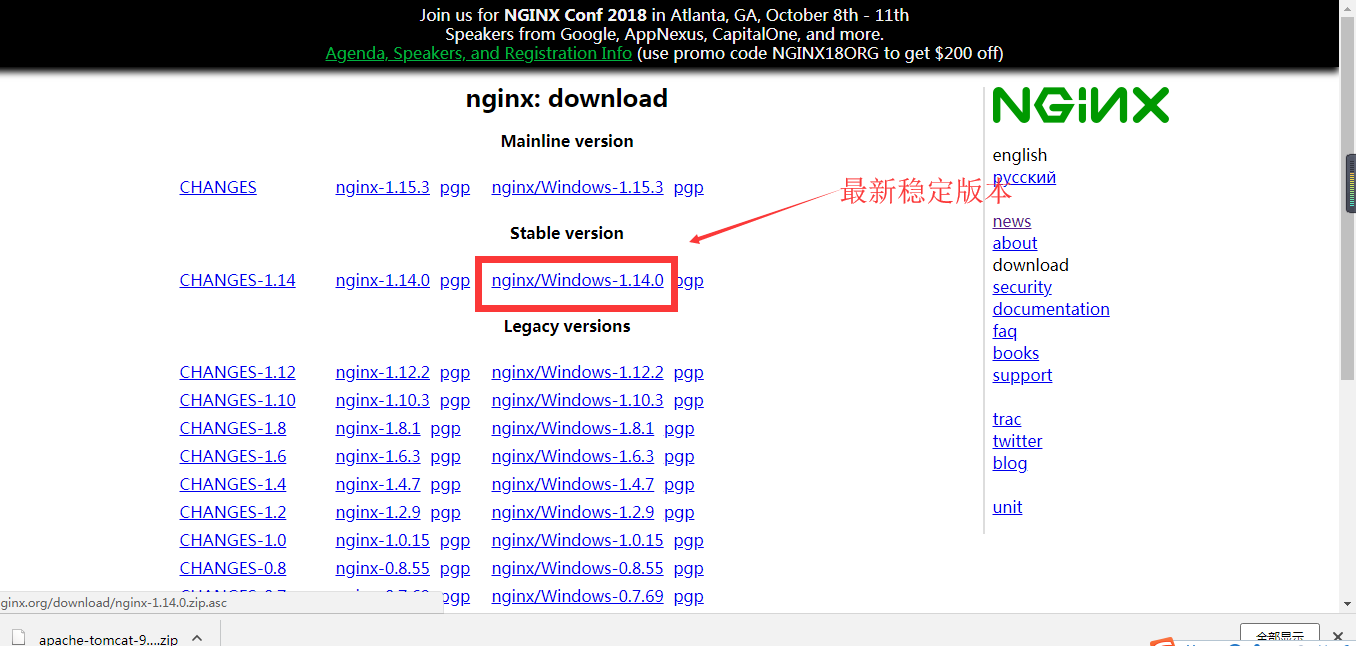 Join us for NGINX Conf 2018 in Atlanta, GA, October 8th - 11th
Speakers from Google, AppNexus, CapitalOne, and more.
Agenda, Speakers, and Registration Info (use promo code NGINX18ORG to get $200 off)
nginx: download
Mainline version
CHANGES nginx-1.15.3 pgp nginx/Windows-1.15.3 pgp
最新稳定版本
Stable version
CHANGES-1.14 nginx-1.14.0 pgp nginx/Windows-1.14.0 pgp
Legacy versions
CHANGES-1.12 nginx-1.12.2 pgp nginx/Windows-1.12.2 pgp
CHANGES-1.10 nginx-1.10.3 pgp nginx/Windows-1.10.3 pgp
CHANGES-1.8 nginx-1.8.1 pgp nginx/Windows-1.8.1 pgp
CHANGES-1.6 nginx-1.6.3 pgp nginx/Windows-1.6.3 pgp
CHANGES-1.4 nginx-1.4.7 pgp nginx/Windows-1.4.7 pgp
CHANGES-1.2 nginx-1.2.9 pgp nginx/Windows-1.2.9 pgp
CHANGES-1.0 nginx-1.0.15 pgp nginx/Windows-1.0.15 pgp
CHANGES-0.8 nginx-0.8.55 pgp nginx/Windows-0.8.55 pgp
CHANGES-0.7 nginx-0.7.69 pgp nginx/Windows-0.7.69 pgp
NGINX
english
русский
news
about
download
security
documentation
faq
books
support
trac
twitter
blog
unit
ginx.org/download/nginx-1.14.0.zip.asc
apache-tomcat-9....zip
全部显示